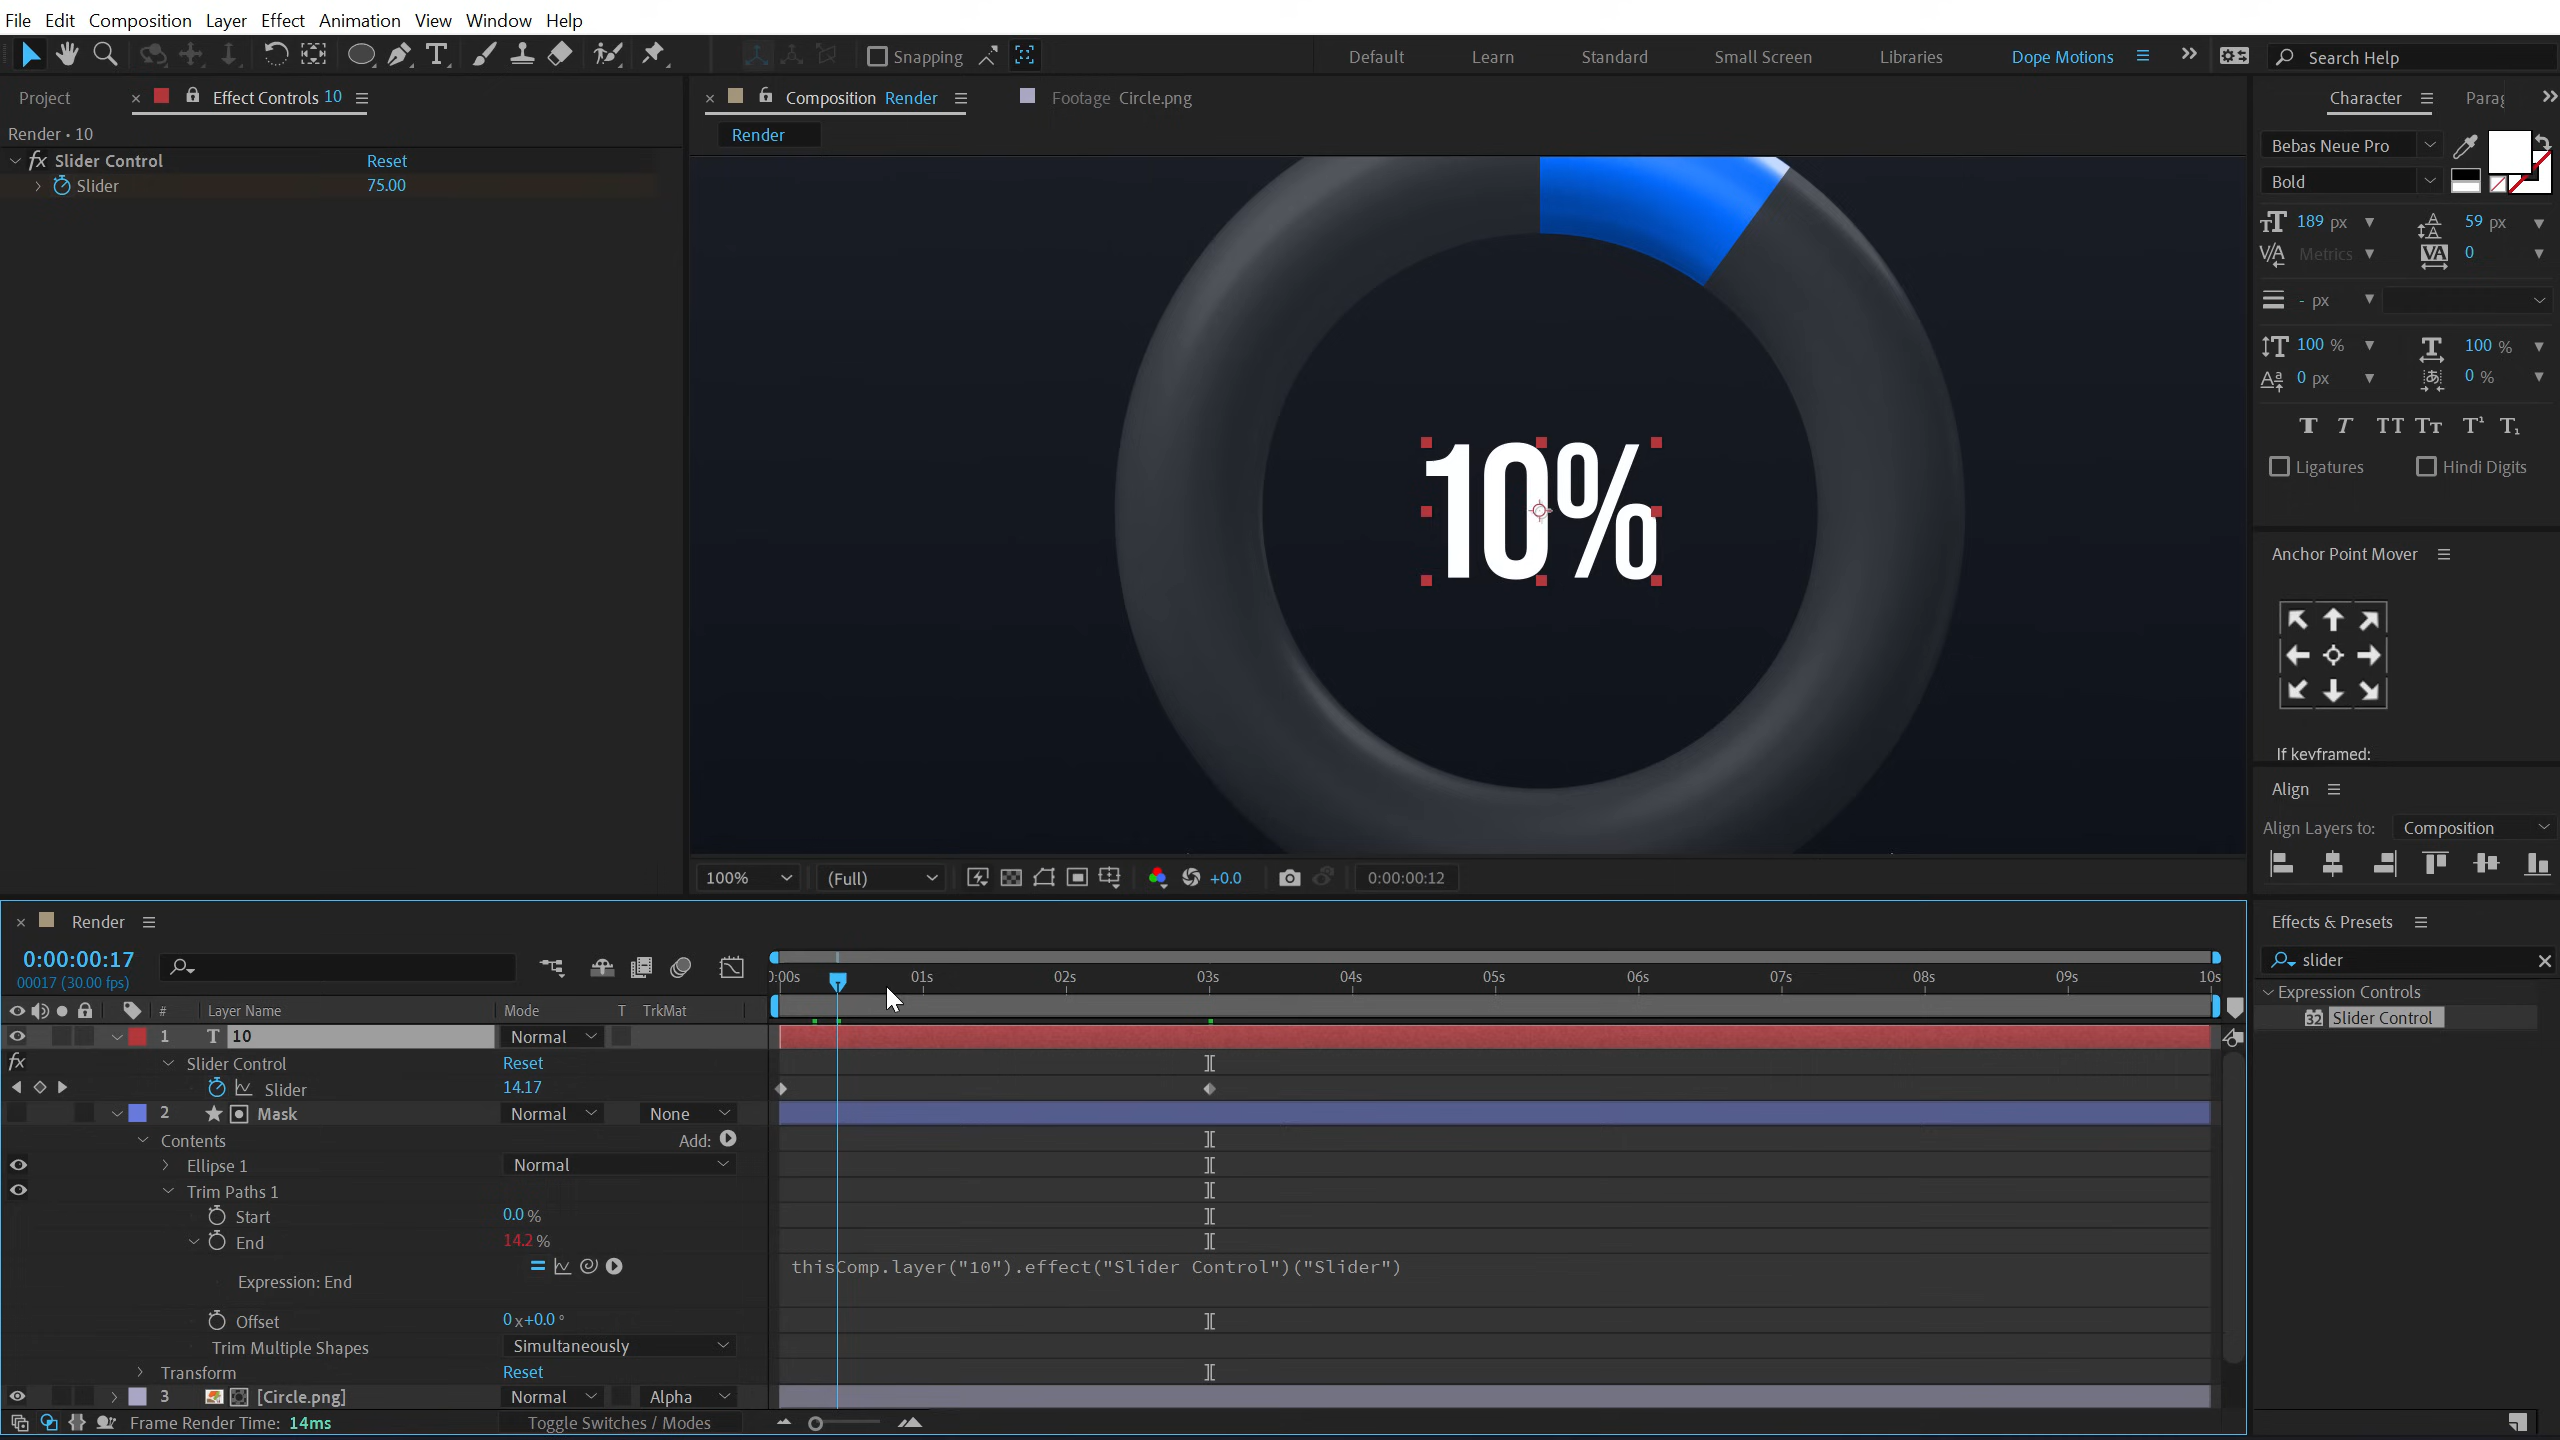 File Edit Composition Layer Effect Animation View Window Help
Snapping Default Learn Standard Small Screen Libraries Dope Motions Search Help
Project Effect Controls 10
Render • 10
fx Slider Control Reset
Slider 75.00
Composition Render Footage Circle.png
Render
10%
100% (Full) +0.0 0:00:00:12
Character Parag
Bebas Neue Pro
Bold
189 px 59 px
Metrics 0
- px
100 % 100 %
0 px 0 %
Ligatures Hindi Digits
Anchor Point Mover
If keyframed:
Align
Align Layers to: Composition
Effects & Presets
slider
Expression Controls
32 Slider Control
Render
0:00:00:17
00017 (30.00 fps)
0:00s 01s 02s 03s 04s 05s 06s 07s 08s 09s 10s
# Layer Name Mode T TrkMat
1 T 10 Normal
fx Slider Control Reset
Slider 14.17
2 Mask Normal None
Contents Add:
Ellipse 1 Normal
Trim Paths 1
Start 0.0 %
End 14.2 %
Expression: End thisComp.layer("10").effect("Slider Control")("Slider")
Offset 0 x+0.0 °
Trim Multiple Shapes Simultaneously
Transform Reset
3 [Circle.png] Normal Alpha
Frame Render Time: 14ms Toggle Switches / Modes